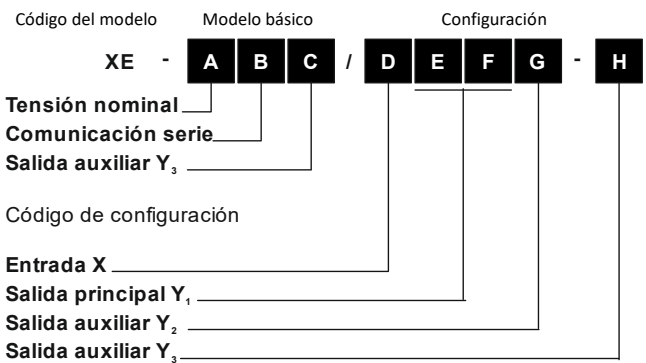 Código del modelo Modelo básico Configuración
XE - A B C / D E F G - H
Tensión nominal
Comunicación serie
Salida auxiliar Y₃
Código de configuración
Entrada X
Salida principal Y₁
Salida auxiliar Y₂
Salida auxiliar Y₃